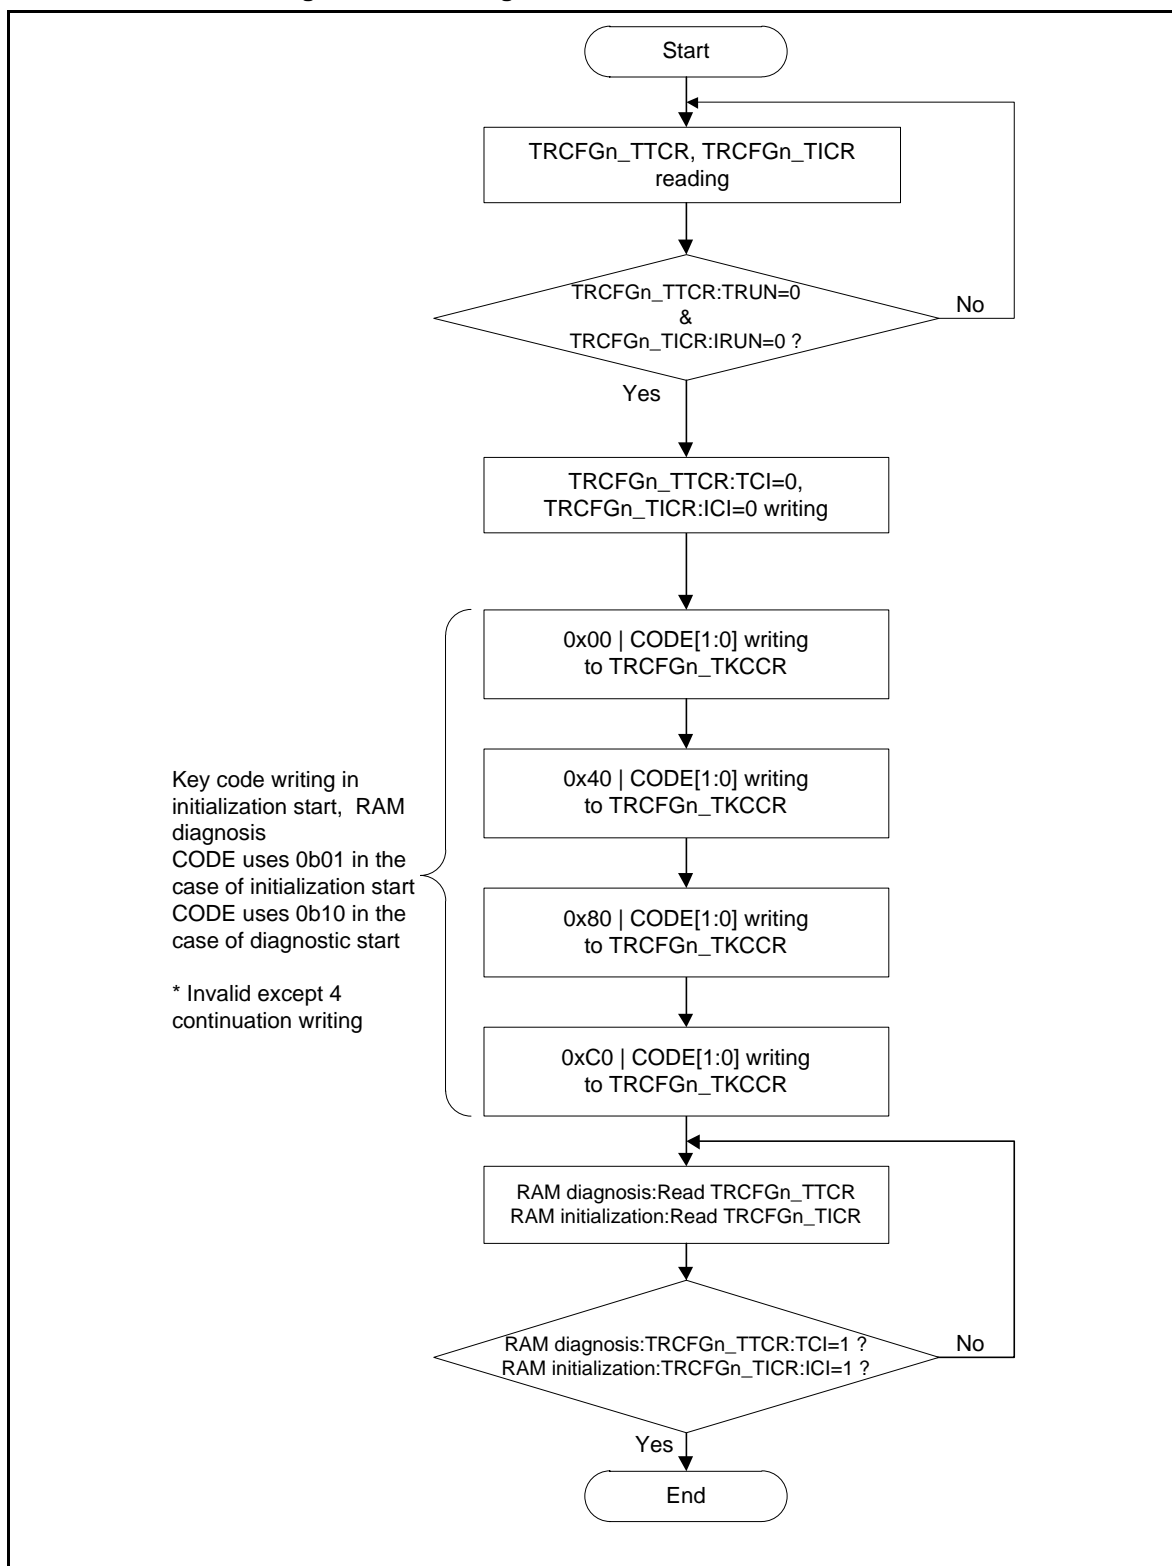 Start
TRCFGn_TTCR, TRCFGn_TICR
reading
TRCFGn_TTCR:TRUN=0
&
TRCFGn_TICR:IRUN=0 ?
No
Yes
TRCFGn_TTCR:TCI=0,
TRCFGn_TICR:ICI=0 writing
0x00 | CODE[1:0] writing
to TRCFGn_TKCCR
0x40 | CODE[1:0] writing
to TRCFGn_TKCCR
Key code writing in
initialization start,  RAM
diagnosis
CODE uses 0b01 in the
case of initialization start
CODE uses 0b10 in the
case of diagnostic start
* Invalid except 4
continuation writing
0x80 | CODE[1:0] writing
to TRCFGn_TKCCR
0xC0 | CODE[1:0] writing
to TRCFGn_TKCCR
RAM diagnosis:Read TRCFGn_TTCR
RAM initialization:Read TRCFGn_TICR
RAM diagnosis:TRCFGn_TTCR:TCI=1 ?
RAM initialization:TRCFGn_TICR:ICI=1 ?
No
Yes
End